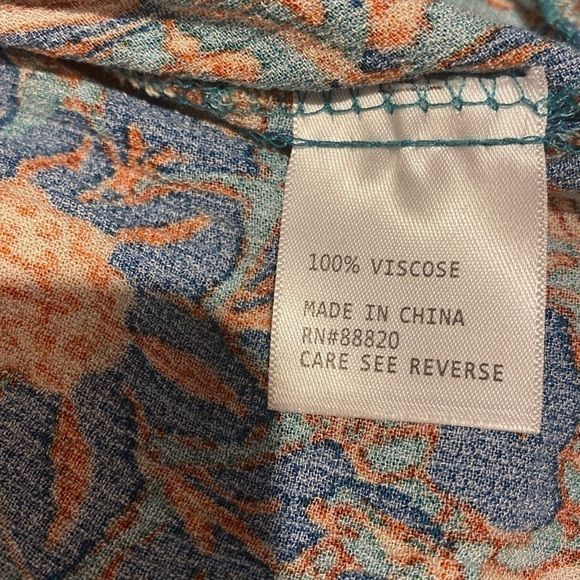 100% VISCOSE
MADE IN CHINA
RN#88820
CARE SEE REVERSE